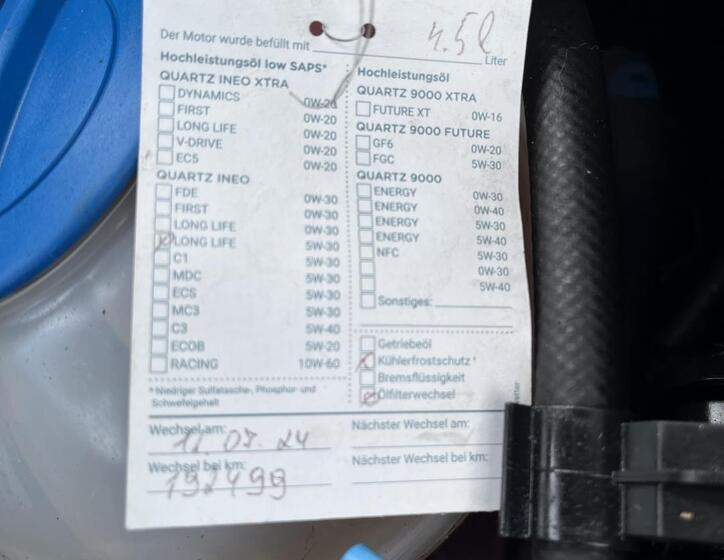 Der Motor wurde befüllt mit 4.5l Liter
Hochleistungsöl low SAPS*
QUARTZ INEO XTRA
DYNAMICS 0W-20
FIRST 0W-20
LONG LIFE 0W-20
V-DRIVE 0W-20
EC5 0W-20
QUARTZ INEO
FDE 0W-30
FIRST 0W-30
LONG LIFE 0W-30
LONG LIFE 5W-30
C1 5W-30
MDC 5W-30
ECS 5W-30
MC3 5W-30
C3 5W-40
ECOB 5W-20
RACING 10W-60
* Niedriger Sulfatasche-, Phosphor- und
Schwefelgehalt
Hochleistungsöl
QUARTZ 9000 XTRA
FUTURE XT 0W-16
QUARTZ 9000 FUTURE
GF6 0W-20
FGC 5W-30
QUARTZ 9000
ENERGY 0W-30
ENERGY 0W-40
ENERGY 5W-30
ENERGY 5W-40
NFC 5W-30
0W-30
5W-40
Sonstiges:
Getriebeöl
Kühlerfrostschutz
Bremsflüssigkeit
Ölfilterwechsel
Wechsel am:
Nächster Wechsel am:
Wechsel bei km: 192499
Nächster Wechsel bei km: